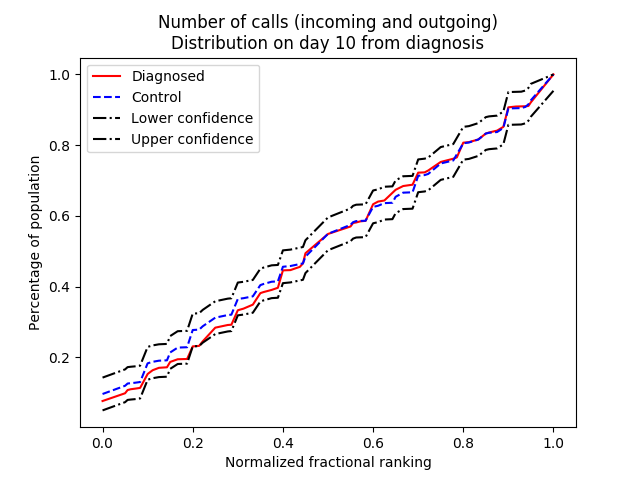 Number of calls (incoming and outgoing)
Distribution on day 10 from diagnosis
Diagnosed
Control
Lower confidence
Upper confidence
Percentage of population
1.0
0.8
0.6
0.4
0.2
0.0 0.2 0.4 0.6 0.8 1.0
Normalized fractional ranking